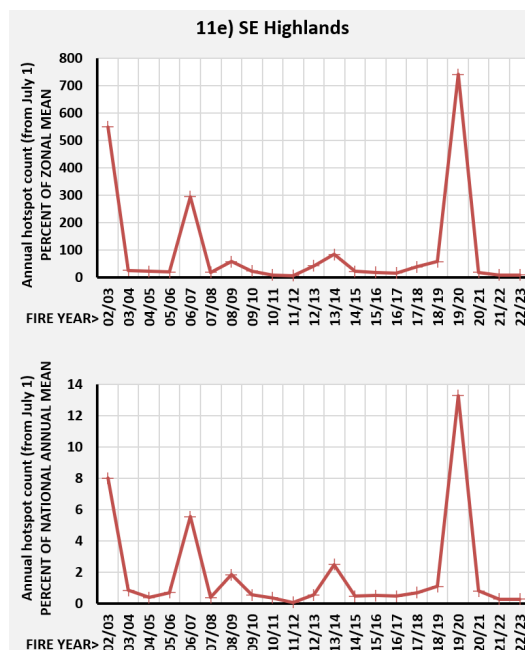 11e) SE Highlands
Annual hotspot count (from July 1)
PERCENT OF ZONAL MEAN
800
700
600
500
400
300
200
100
0
FIRE YEAR> 02/03 03/04 04/05 05/06 06/07 07/08 08/09 09/10 10/11 11/12 12/13 13/14 14/15 15/16 16/17 17/18 18/19 19/20 20/21 21/22 22/23
Annual hotspot count (from July 1)
PERCENT OF NATIONAL ANNUAL MEAN
14
12
10
8
6
4
2
0
FIRE YEAR> 02/03 03/04 04/05 05/06 06/07 07/08 08/09 09/10 10/11 11/12 12/13 13/14 14/15 15/16 16/17 17/18 18/19 19/20 20/21 21/22 22/23